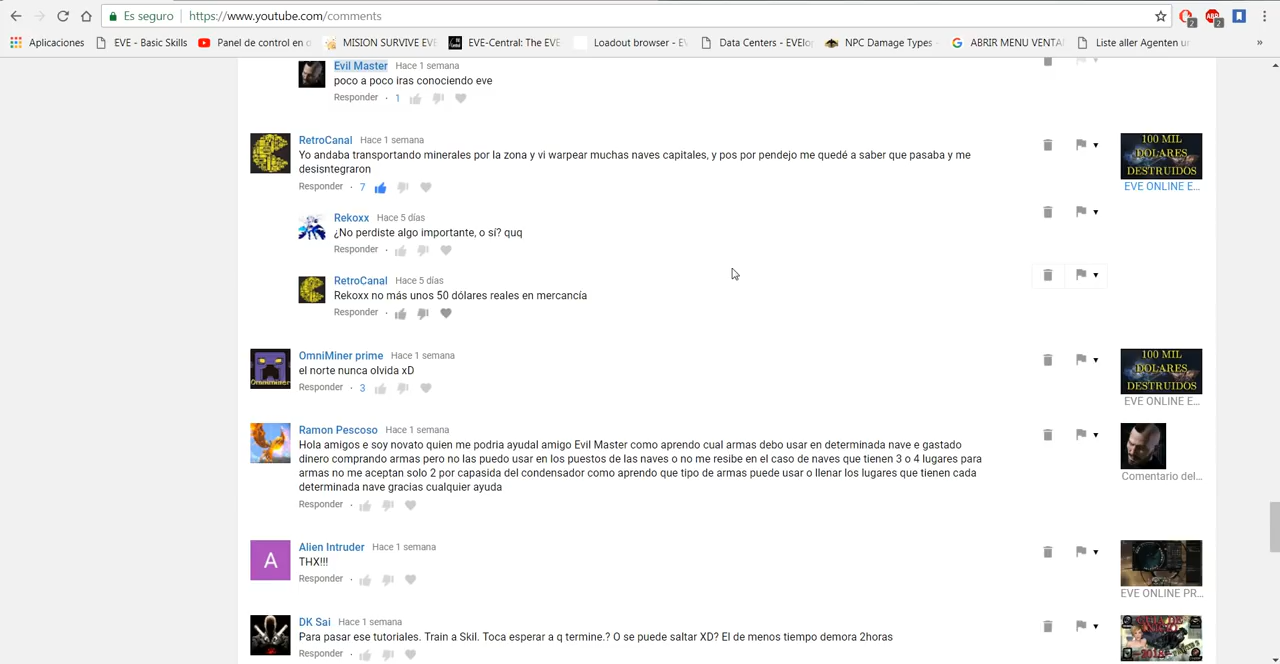 Es seguro | https://www.youtube.com/comments
2
2
Aplicaciones
EVE - Basic Skills
Panel de control en
MISION SURVIVE EVE
EVE-Central: The EVE
Loadout browser - EV
Data Centers - EVElop
NPC Damage Types -
ABRIR MENU VENTA
Liste aller Agenten un
»
Evil Master Hace 1 semana
poco a poco iras conociendo eve
Responder · 1
RetroCanal Hace 1 semana
Yo andaba transportando minerales por la zona y vi warpear muchas naves capitales, y pos por pendejo me quedé a saber que pasaba y me
desisntegraron
Responder · 7
100 MIL
DOLARES
DESTRUIDOS
EVE ONLINE E...
Rekoxx Hace 5 días
¿No perdiste algo importante, o sí? quq
Responder ·
RetroCanal Hace 5 días
Rekoxx no más unos 50 dólares reales en mercancía
Responder ·
OmniMiner prime Hace 1 semana
el norte nunca olvida xD
Responder · 3
OmniMiner
100 MIL
DOLARES
DESTRUIDOS
EVE ONLINE E...
Ramon Pescoso Hace 1 semana
Hola amigos e soy novato quien me podria ayudal amigo Evil Master como aprendo cual armas debo usar en determinada nave e gastado
dinero comprando armas pero no las puedo usar en los puestos de las naves o no me resibe en el caso de naves que tienen 3 o 4 lugares para
armas no me aceptan solo 2 por capasida del condensador como aprendo que tipo de armas puede usar o llenar los lugares que tienen cada
determinada nave gracias cualquier ayuda
Responder ·
Comentario del...
A
Alien Intruder Hace 1 semana
THX!!!
Responder ·
EVE ONLINE PR...
DK Sai Hace 1 semana
Para pasar ese tutoriales. Train a Skil. Toca esperar a q termine.? O se puede saltar XD? El de menos tiempo demora 2horas
Responder ·
GUIA DE
INICIO
2018